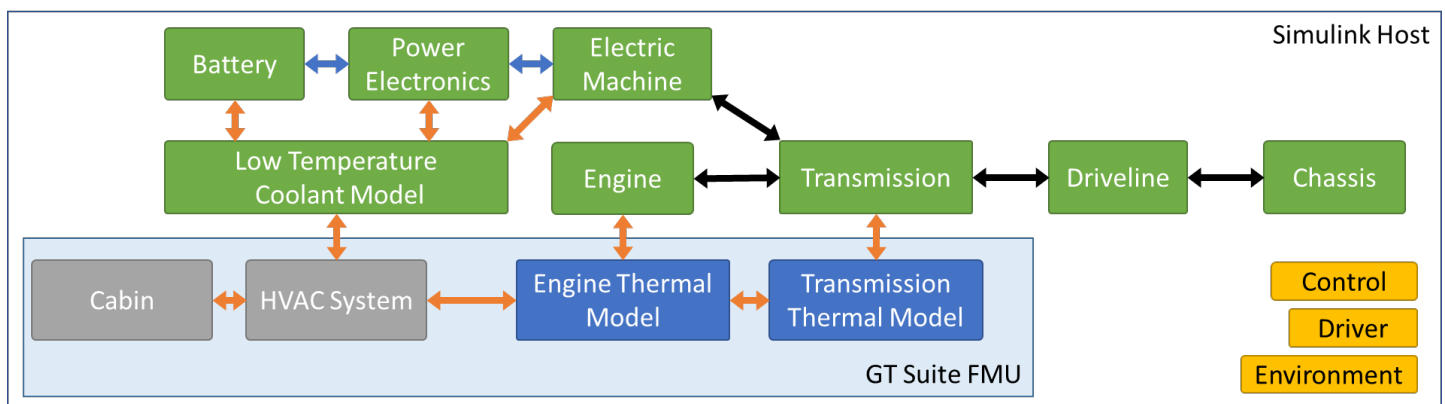 Simulink Host
Battery
Power
Electronics
Electric
Machine
Low Temperature
Coolant Model
Engine
Transmission
Driveline
Chassis
Cabin
HVAC System
Engine Thermal
Model
Transmission
Thermal Model
GT Suite FMU
Control
Driver
Environment